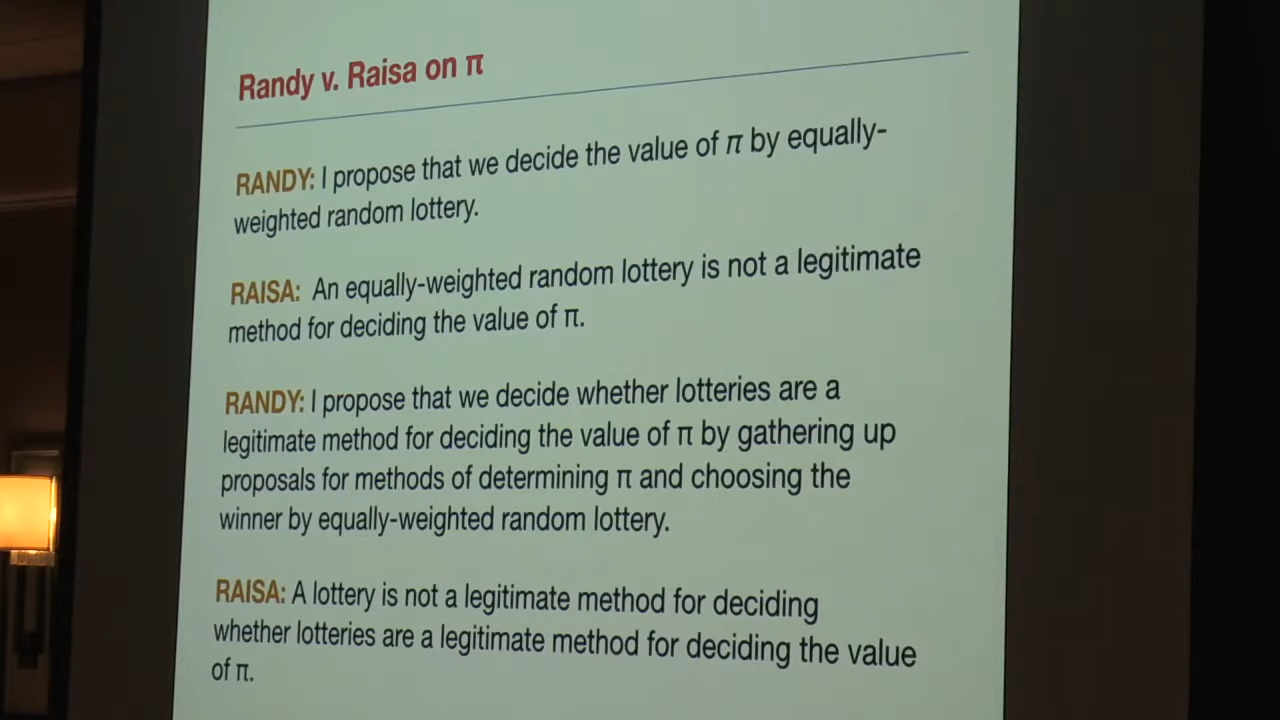 Randy v. Raisa on π
RANDY: I propose that we decide the value of π by equally-
weighted random lottery.
RAISA: An equally-weighted random lottery is not a legitimate
method for deciding the value of π.
RANDY: I propose that we decide whether lotteries are a
legitimate method for deciding the value of π by gathering up
proposals for methods of determining π and choosing the
winner by equally-weighted random lottery.
RAISA: A lottery is not a legitimate method for deciding
whether lotteries are a legitimate method for deciding the value
of π.